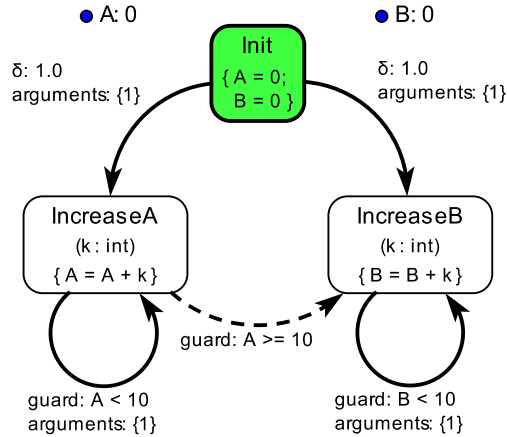 A: 0
B: 0
Init
{ A = 0;
B = 0 }
δ: 1.0
arguments: {1}
δ: 1.0
arguments: {1}
IncreaseA
(k : int)
{ A = A + k }
IncreaseB
(k : int)
{ B = B + k }
guard: A >= 10
guard: A < 10
arguments: {1}
guard: B < 10
arguments: {1}